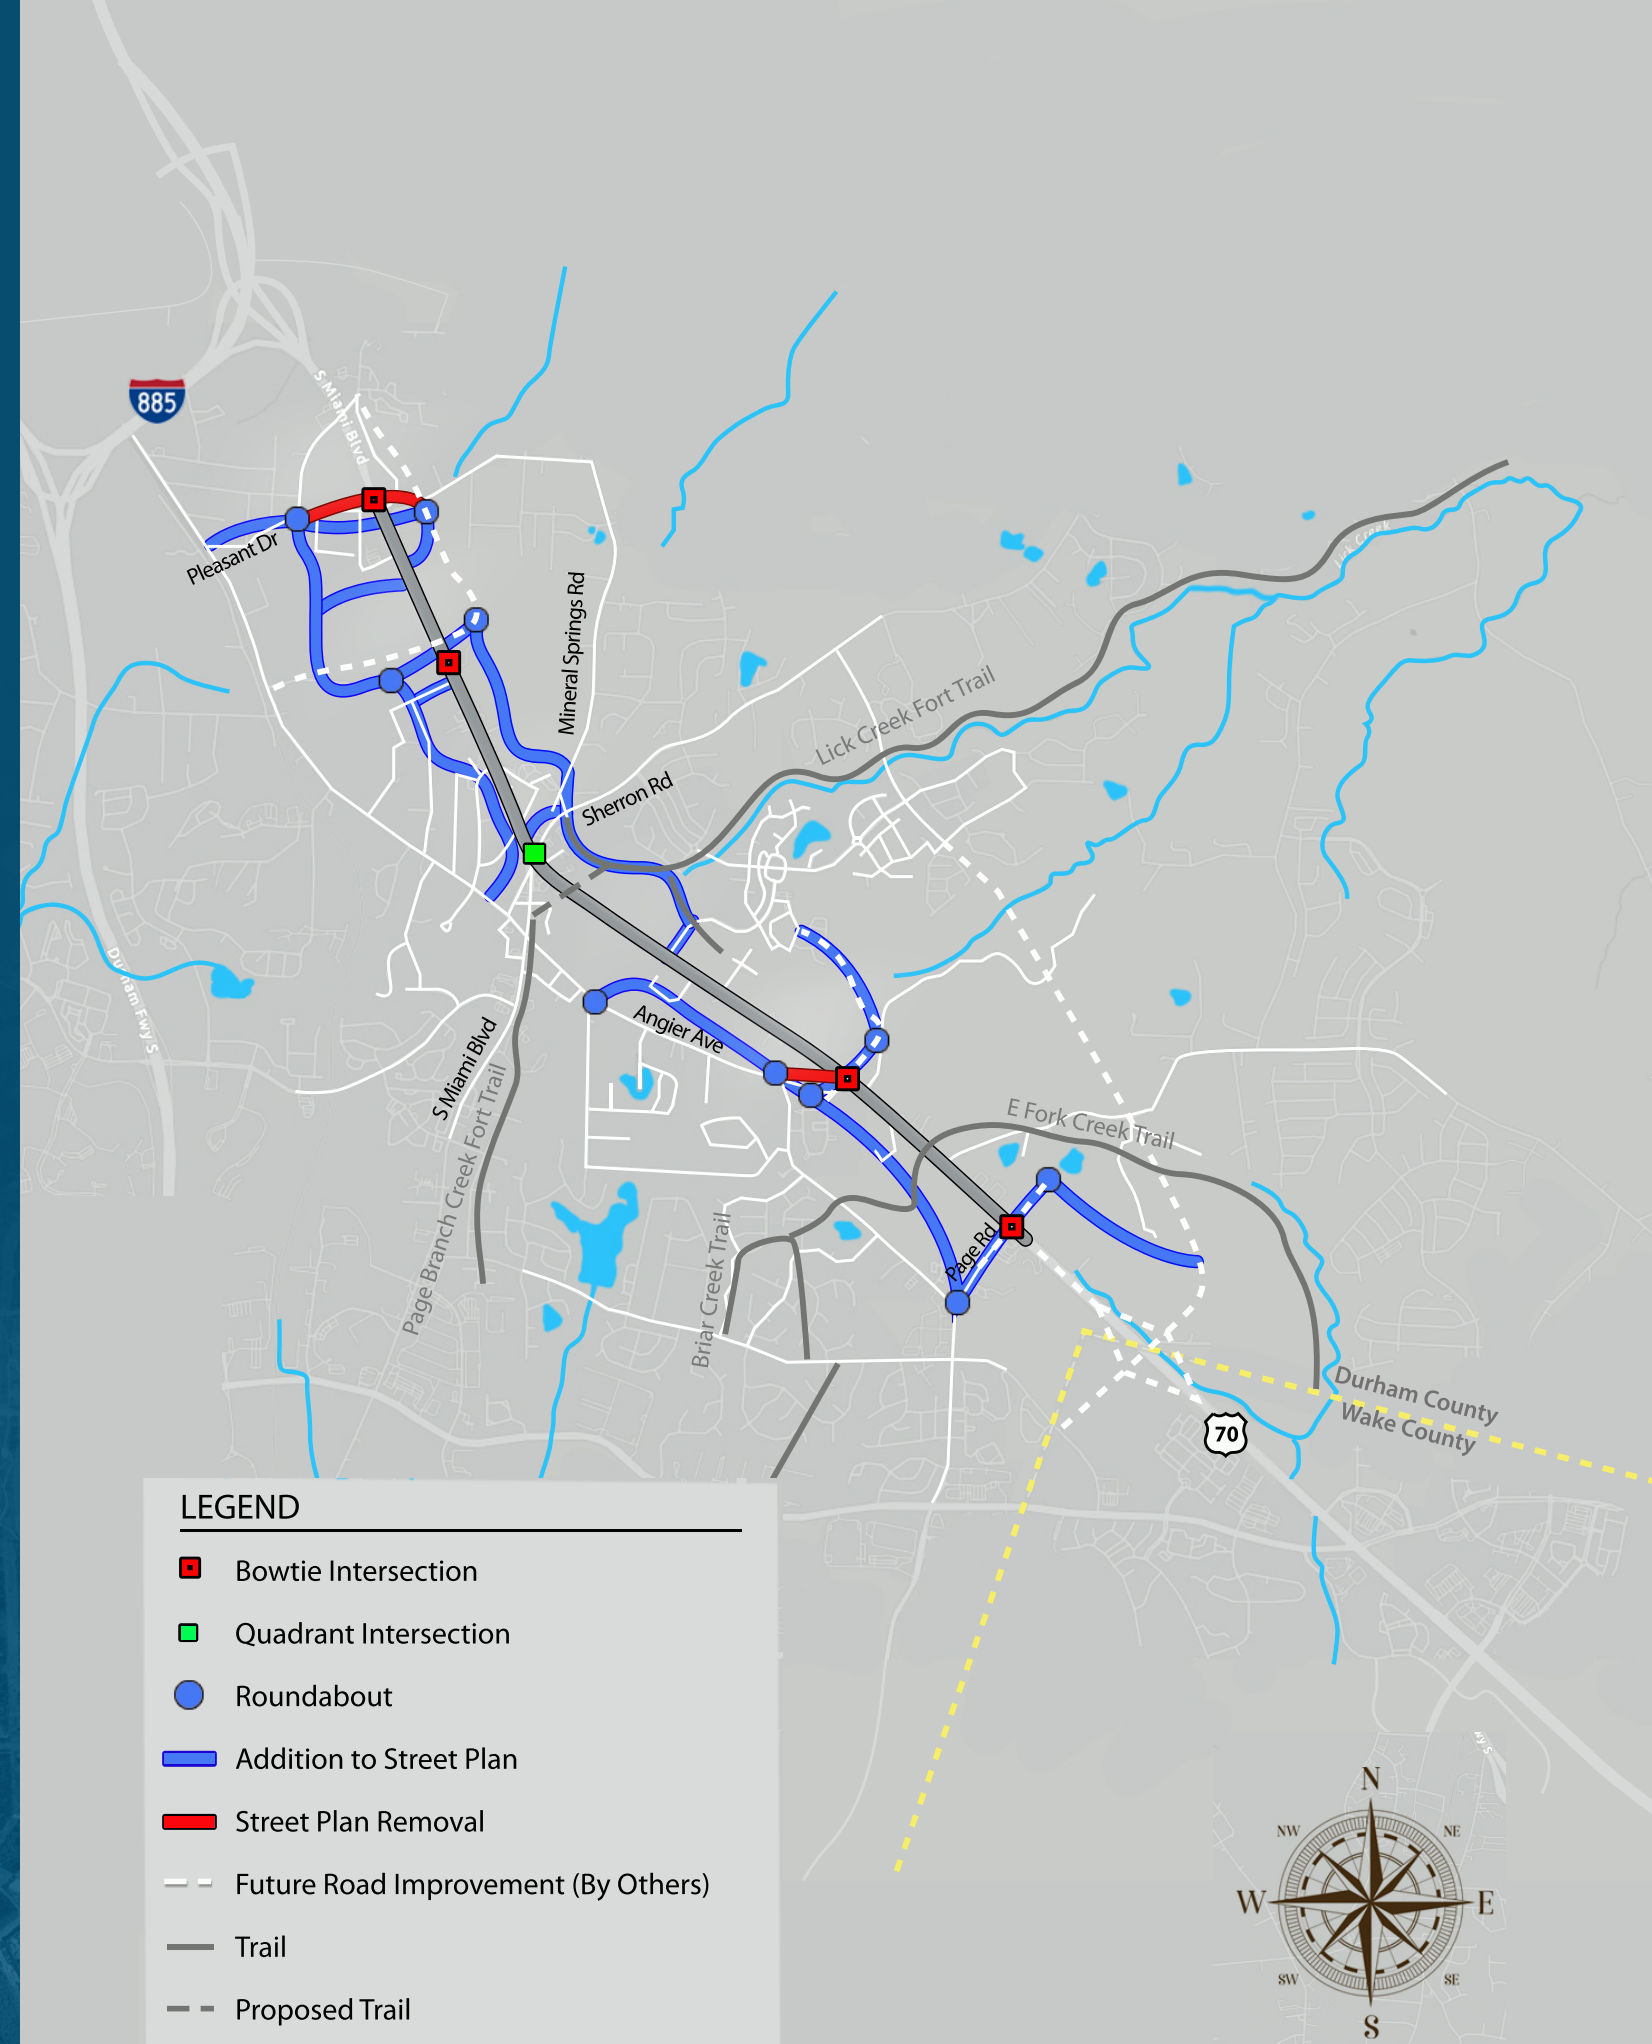 885
S Miami Blvd
Pleasant Dr
Mineral Springs Rd
Lick Creek
Lick Creek Fort Trail
Sherron Rd
Durham Fwy S
Angier Ave
S Miami Blvd
Page Branch Creek Fort Trail
E Fork Creek Trail
Page Rd
Briar Creek Trail
Durham County
Wake County
70
LEGEND
Bowtie Intersection
Quadrant Intersection
Roundabout
Addition to Street Plan
Street Plan Removal
Future Road Improvement (By Others)
Trail
Proposed Trail
N
NW
NE
W
E
SW
SE
S